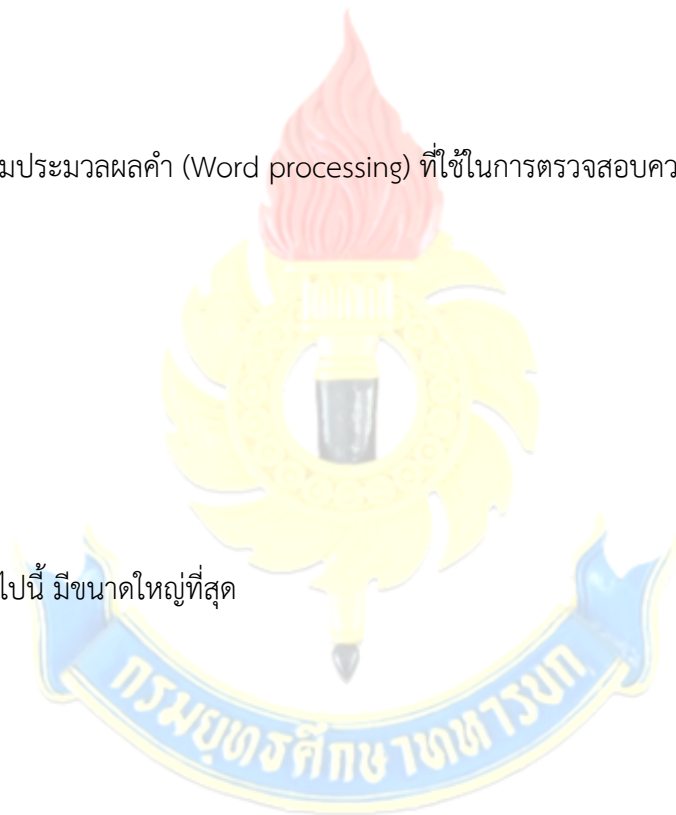 มประมวลผลคำ (Word processing) ที่ใช้ในการตรวจสอบคว
ไปนี้ มีขนาดใหญ่ที่สุด
กรมยุทธศึกษาทหารบก